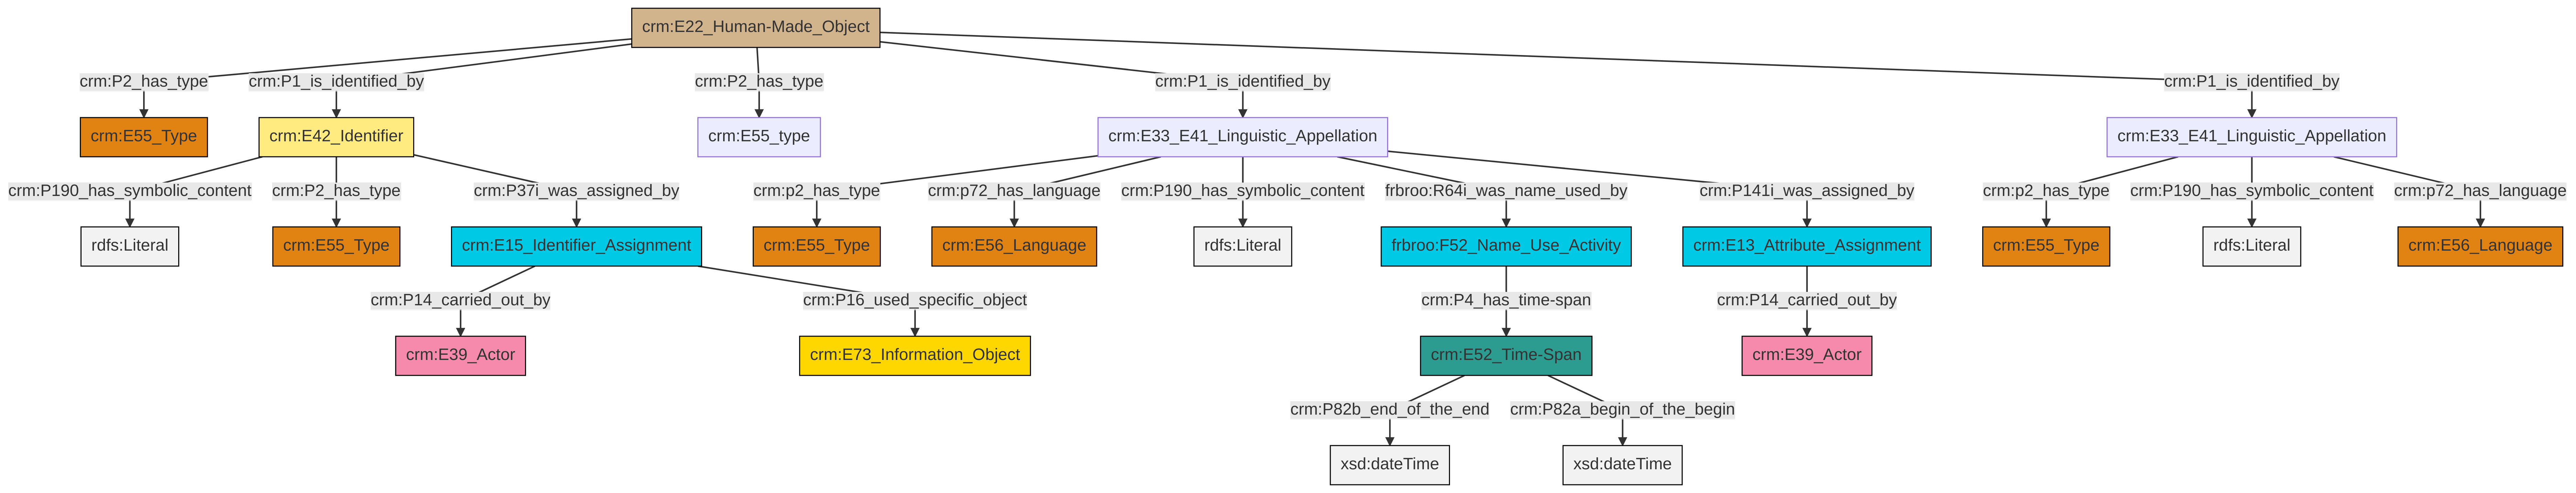 crm:E22_Human-Made_Object
crm:P2_has_type
crm:P1_is_identified_by
crm:P2_has_type
crm:P1_is_identified_by
crm:P1_is_identified_by
crm:E55_Type
crm:E42_Identifier
crm:E55_type
crm:E33_E41_Linguistic_Appellation
crm:E33_E41_Linguistic_Appellation
crm:P190_has_symbolic_content
crm:P2_has_type
crm:P37i_was_assigned_by
crm:p2_has_type
crm:p72_has_language
crm:P190_has_symbolic_content
frbroo:R64i_was_name_used_by
crm:P141i_was_assigned_by
crm:p2_has_type
crm:P190_has_symbolic_content
crm:p72_has_language
rdfs:Literal
crm:E55_Type
crm:E15_Identifier_Assignment
crm:E55_Type
crm:E56_Language
rdfs:Literal
frbroo:F52_Name_Use_Activity
crm:E13_Attribute_Assignment
crm:E55_Type
rdfs:Literal
crm:E56_Language
crm:P14_carried_out_by
crm:P16_used_specific_object
crm:P4_has_time-span
crm:P14_carried_out_by
crm:E39_Actor
crm:E73_Information_Object
crm:E52_Time-Span
crm:E39_Actor
crm:P82b_end_of_the_end
crm:P82a_begin_of_the_begin
xsd:dateTime
xsd:dateTime